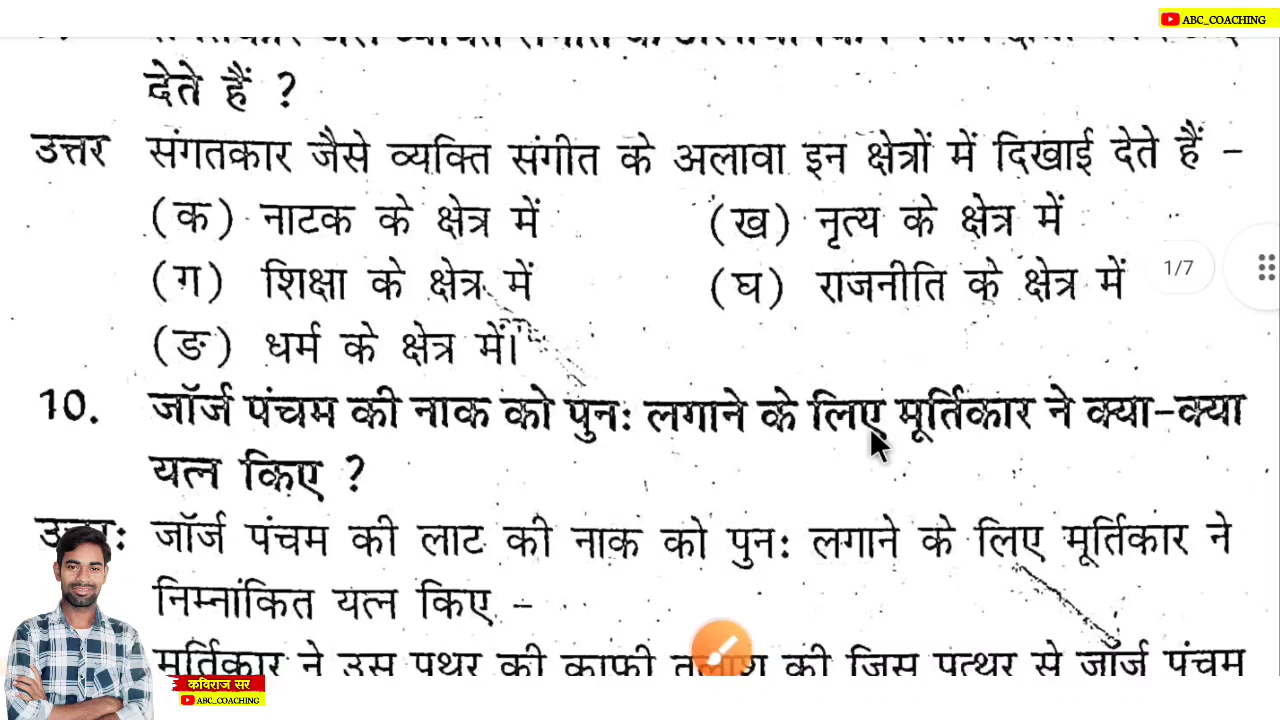 ABC_COACHING
देते हैं ?
उत्तर संगतकार जैसे व्यक्ति संगीत के अलावा इन क्षेत्रों में दिखाई देते हैं -
(क) नाटक के क्षेत्र में (ख) नृत्य के क्षेत्र में
(ग) शिक्षा के क्षेत्र में (घ) राजनीति के क्षेत्र में
1/7
(ङ) धर्म के क्षेत्र में।
10. जॉर्ज पंचम की नाक को पुनः लगाने के लिए मूर्तिकार ने क्या-क्या
यत्न किए ?
जॉर्ज पंचम की लाट की नाक को पुनः लगाने के लिए मूर्तिकार ने
निम्नांकित यत्न किए -
मूर्तिकार ने उस पत्थर की काफी तलाश की जिस पत्थर से जॉर्ज पंचम
कविराज सर
ABC_COACHING